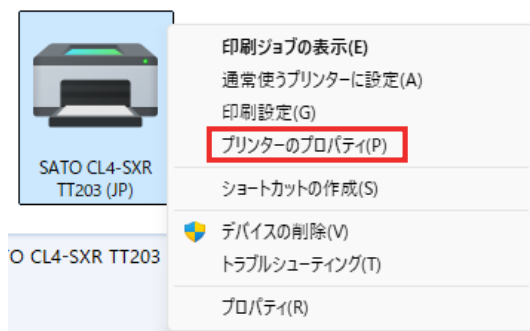 印刷ジョブの表示(E)
通常使うプリンターに設定(A)
印刷設定(G)
プリンターのプロパティ(P)
SATO CL4-SXR
TT203 (JP)
ショートカットの作成(S)
デバイスの削除(V)
TO CL4-SXR TT203
トラブルシューティング(T)
プロパティ(R)